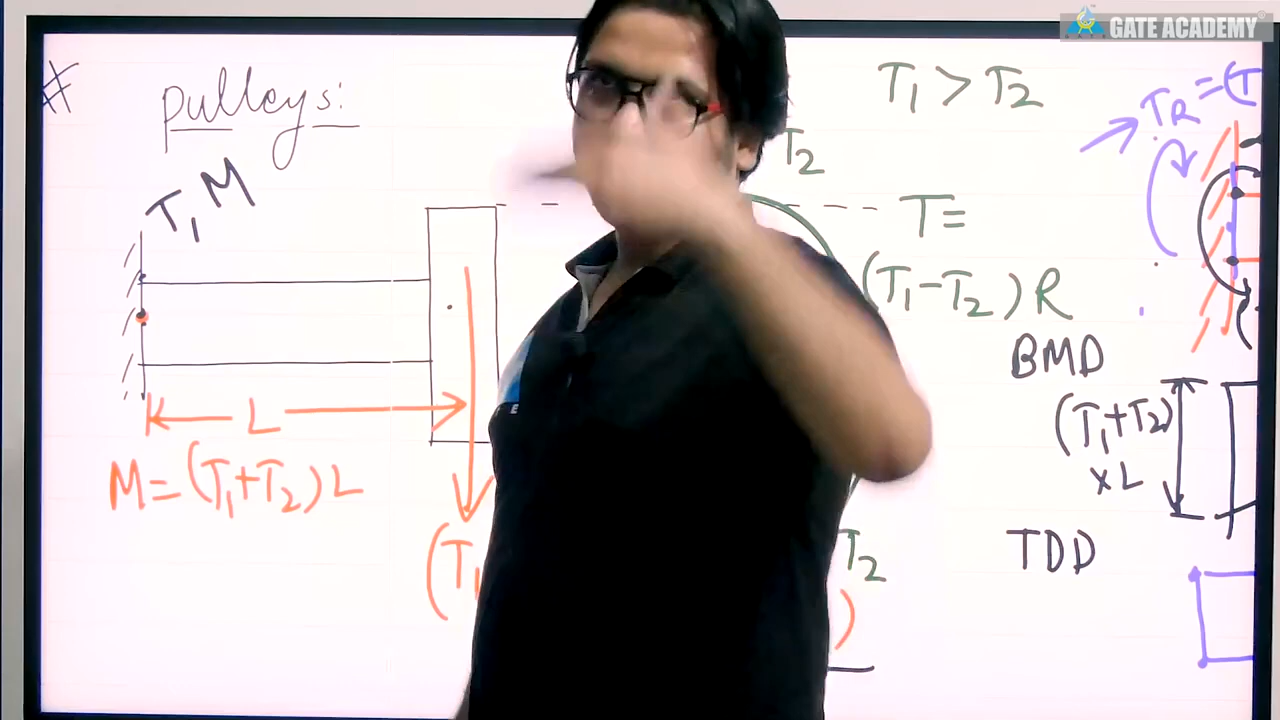 GATE ACADEMY
#
pulleys:
T, M
T₁ > T₂
T_R = (T
T₂
T =
(T₁-T₂) R
BMD
L
(T₁+T₂)
× L
M = (T₁+T₂) L
(T₁
T₂
)
TDD